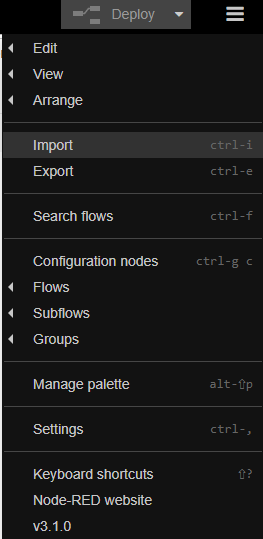 Deploy
Edit
View
Arrange
Import ctrl-i
Export ctrl-e
Search flows ctrl-f
Configuration nodes ctrl-g c
Flows
Subflows
Groups
Manage palette alt-⇧p
Settings ctrl-,
Keyboard shortcuts ⇧?
Node-RED website
v3.1.0